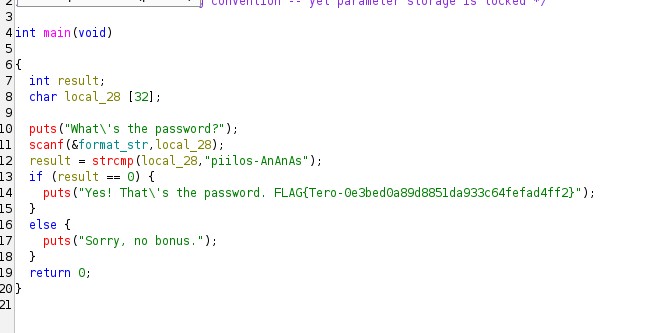 2 convention -- yet parameter storage is locked */
3
4 int main(void)
5
6 {
7 int result;
8 char local_28 [32];
9
10 puts("What\'s the password?");
11 scanf(&format_str,local_28);
12 result = strcmp(local_28,"piilos-AnAnAs");
13 if (result == 0) {
14 puts("Yes! That\'s the password. FLAG{Tero-0e3bed0a89d8851da933c64fefad4ff2}");
15 }
16 else {
17 puts("Sorry, no bonus.");
18 }
19 return 0;
20 }
21